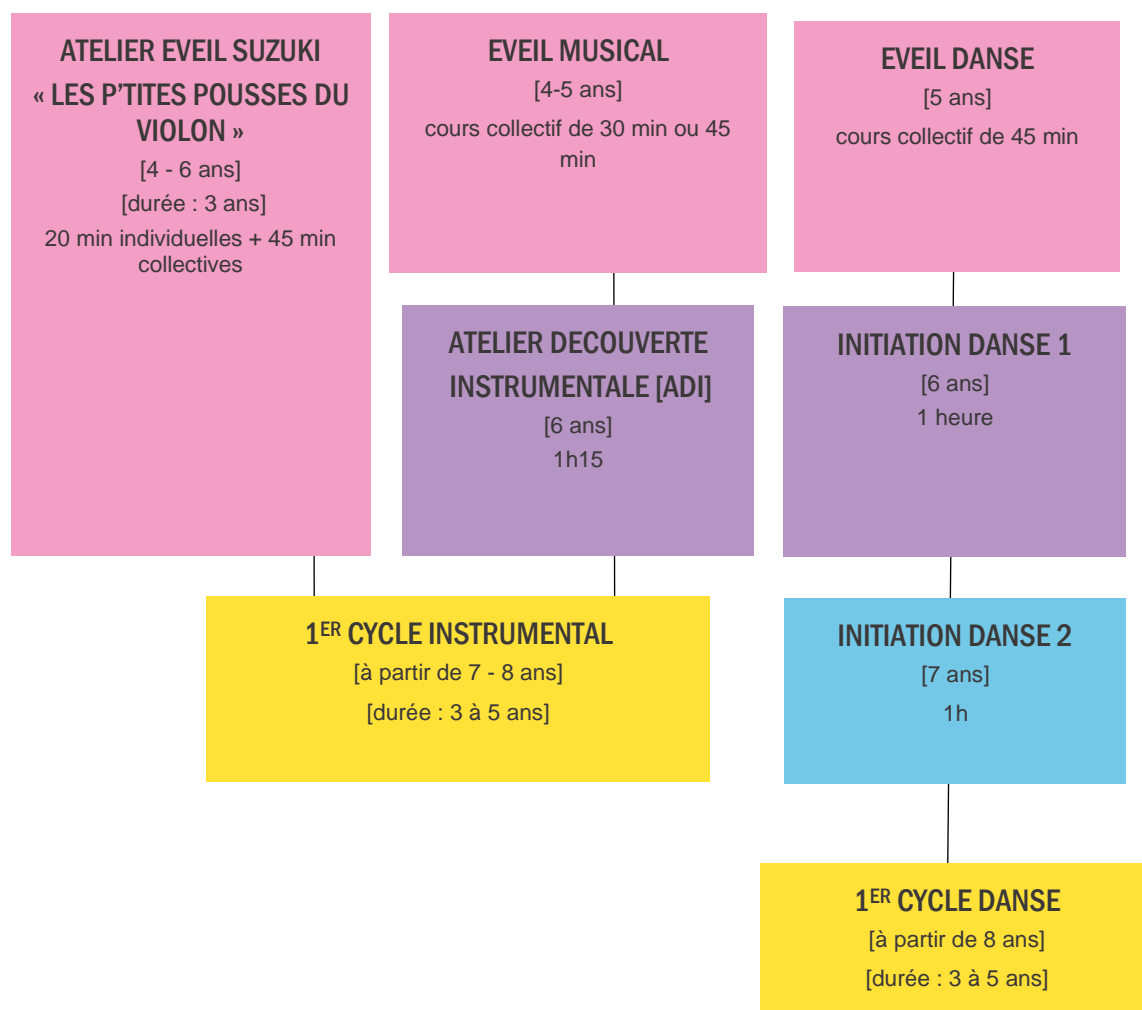 ATELIER EVEIL SUZUKI
« LES P'TITES POUSSES DU
VIOLON »
[4 - 6 ans]
[durée : 3 ans]
20 min individuelles + 45 min
collectives
EVEIL MUSICAL
[4-5 ans]
cours collectif de 30 min ou 45
min
EVEIL DANSE
[5 ans]
cours collectif de 45 min
ATELIER DECOUVERTE
INSTRUMENTALE [ADI]
[6 ans]
1h15
INITIATION DANSE 1
[6 ans]
1 heure
1ER CYCLE INSTRUMENTAL
[à partir de 7 - 8 ans]
[durée : 3 à 5 ans]
INITIATION DANSE 2
[7 ans]
1h
1ER CYCLE DANSE
[à partir de 8 ans]
[durée : 3 à 5 ans]